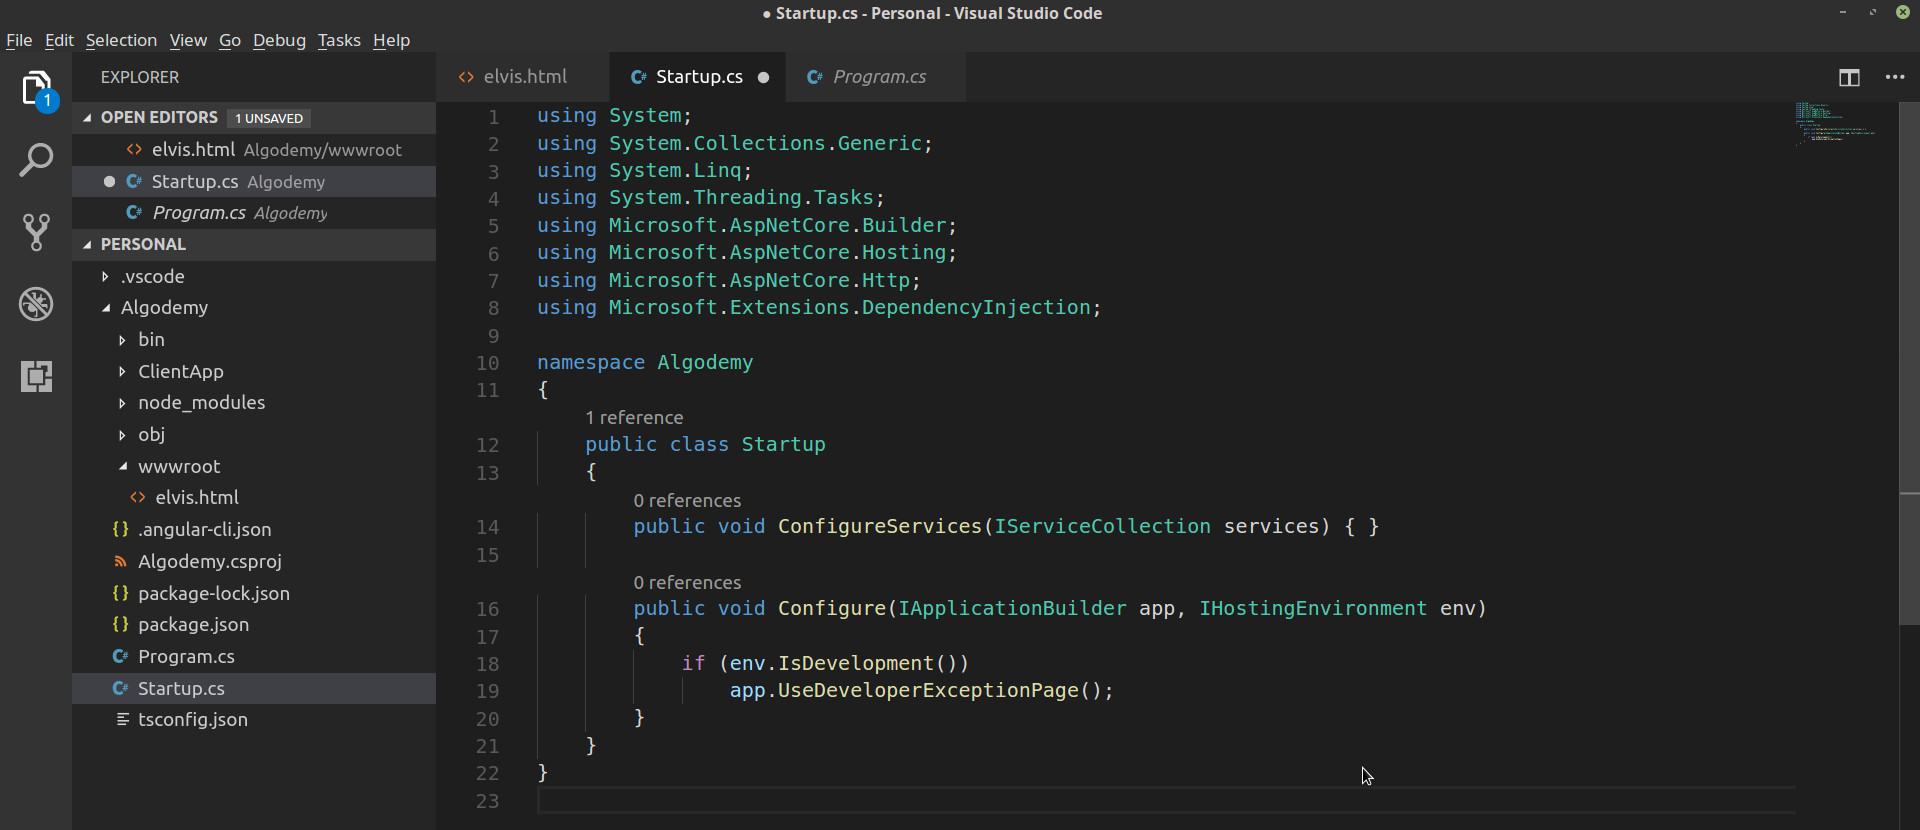 ● Startup.cs - Personal - Visual Studio Code
File Edit Selection View Go Debug Tasks Help
EXPLORER
1
OPEN EDITORS 1 UNSAVED
elvis.html Algodemy/wwwroot
Startup.cs Algodemy
Program.cs Algodemy
PERSONAL
.vscode
Algodemy
bin
ClientApp
node_modules
obj
wwwroot
elvis.html
.angular-cli.json
Algodemy.csproj
package-lock.json
package.json
Program.cs
Startup.cs
tsconfig.json
elvis.html Startup.cs ● Program.cs
1 using System;
2 using System.Collections.Generic;
3 using System.Linq;
4 using System.Threading.Tasks;
5 using Microsoft.AspNetCore.Builder;
6 using Microsoft.AspNetCore.Hosting;
7 using Microsoft.AspNetCore.Http;
8 using Microsoft.Extensions.DependencyInjection;
9
10 namespace Algodemy
11 {
1 reference
12 public class Startup
13 {
0 references
14 public void ConfigureServices(IServiceCollection services) { }
15
0 references
16 public void Configure(IApplicationBuilder app, IHostingEnvironment env)
17 {
18 if (env.IsDevelopment())
19 app.UseDeveloperExceptionPage();
20 }
21 }
22 }
23